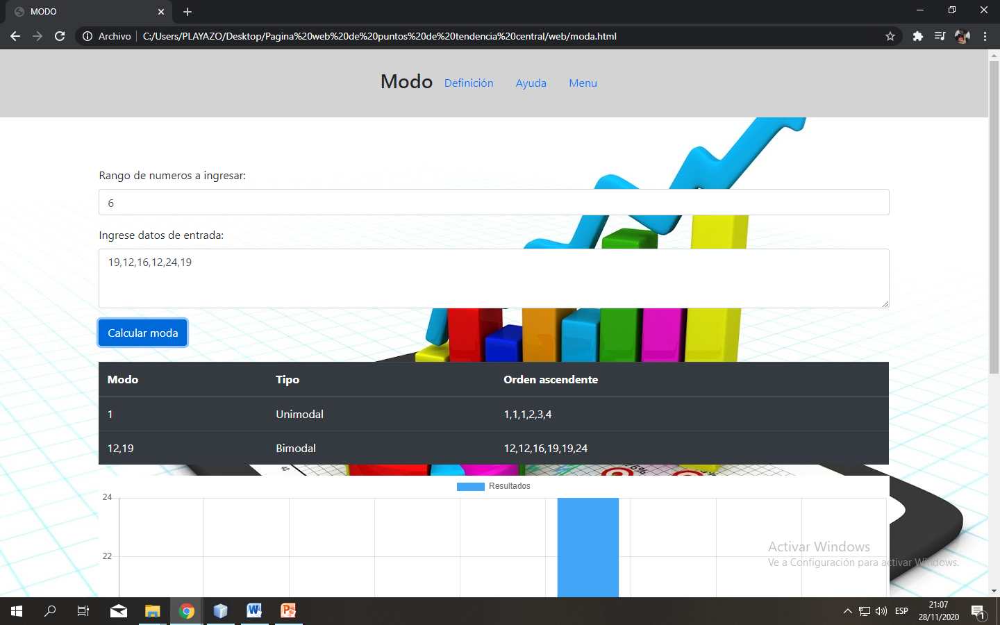 MODO
Archivo
C:/Users/PLAYAZO/Desktop/Pagina%20web%20de%20puntos%20de%20tendencia%20central/web/moda.html
Modo Definición Ayuda Menu
Rango de numeros a ingresar:
6
Ingrese datos de entrada:
19,12,16,12,24,19
Calcular moda
Modo Tipo Orden ascendente
1 Unimodal 1,1,1,2,3,4
12,19 Bimodal 12,12,16,19,19,24
40
Resultados
24
22
Activar Windows
Ve a Configuración para activar Windows.
ESP
21:07
28/11/2020
1